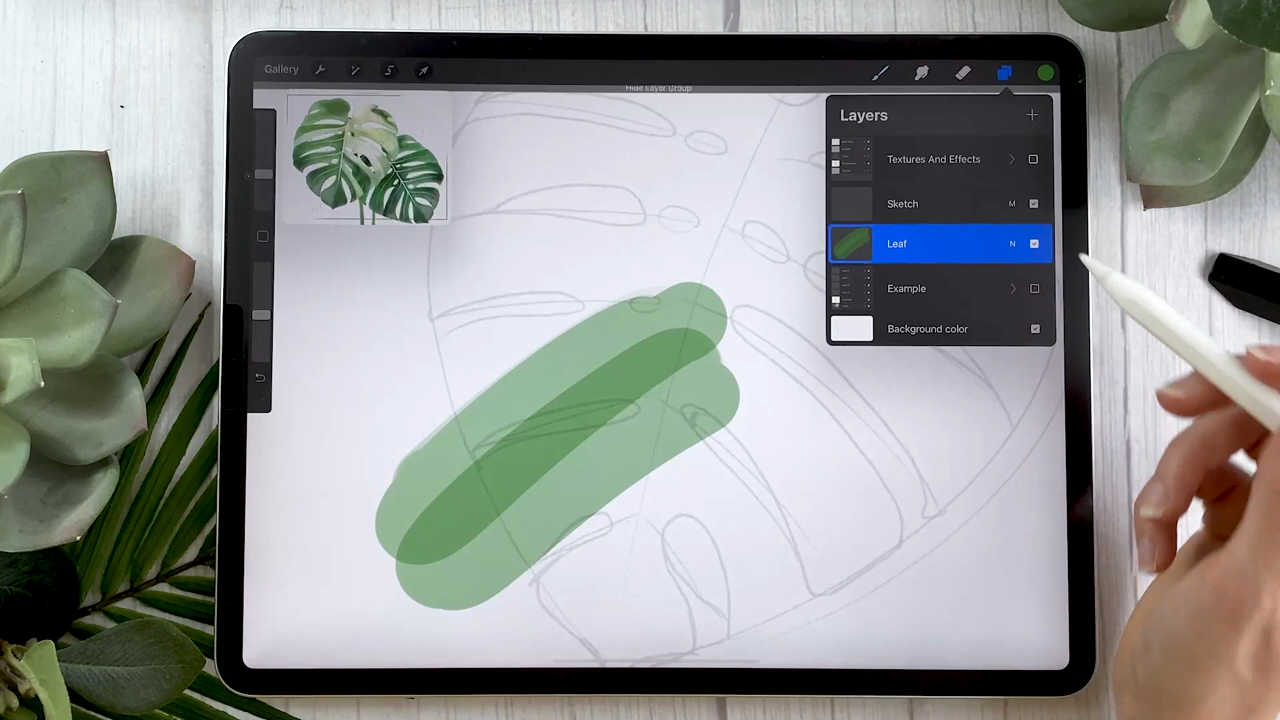 Gallery
Hide Layer Group
Layers
Textures And Effects
Sketch M
Leaf N
Example
Background color